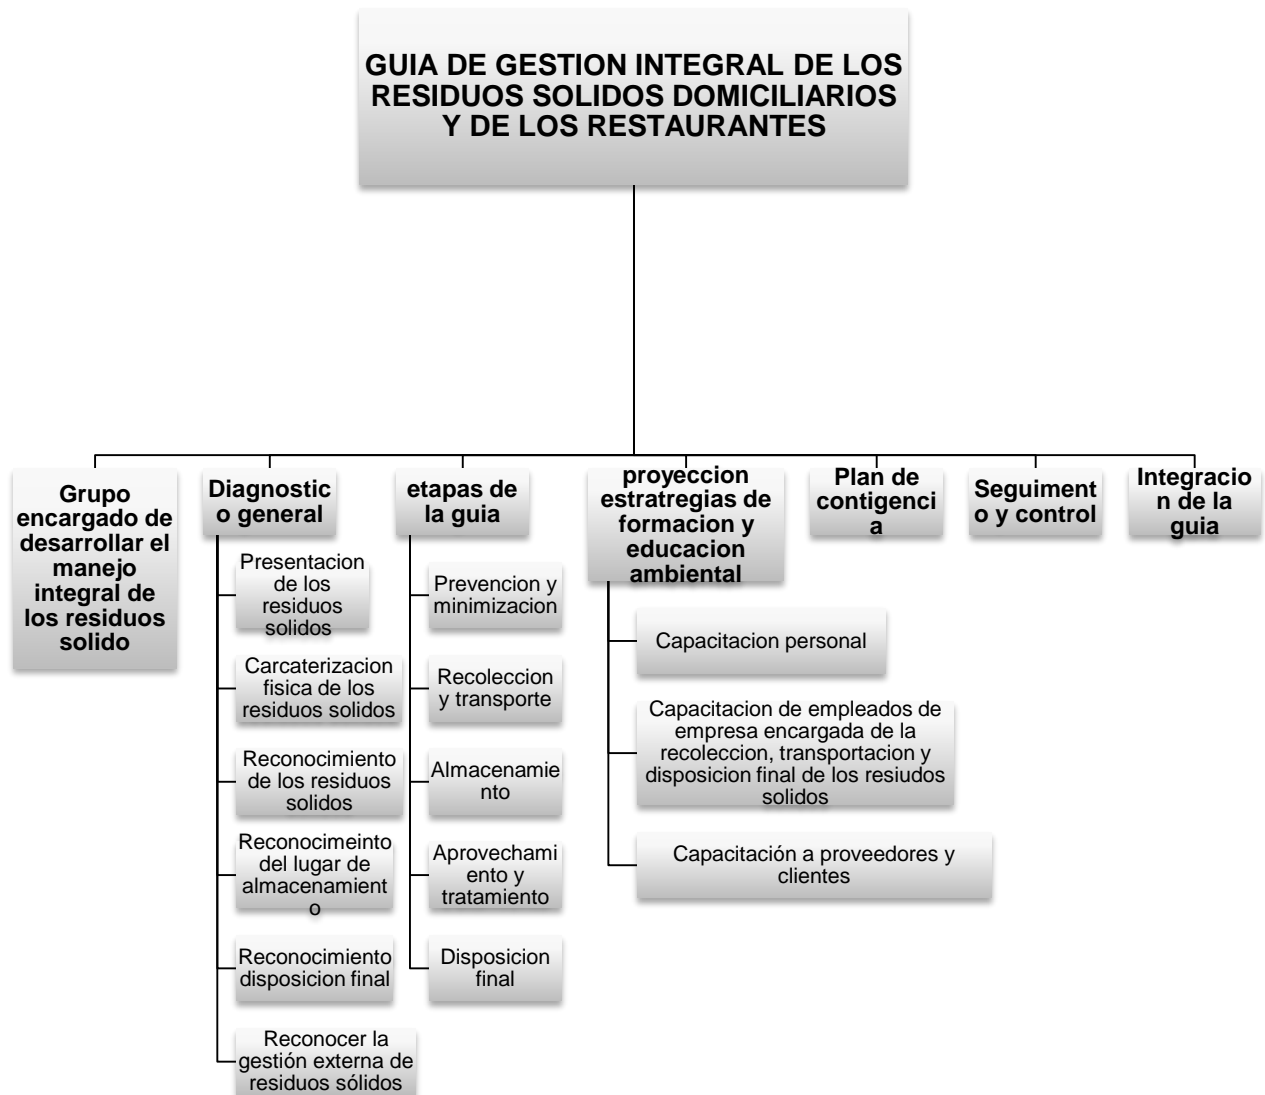 GUIA DE GESTION INTEGRAL DE LOS
RESIDUOS SOLIDOS DOMICILIARIOS
Y DE LOS RESTAURANTES
Grupo
encargado de
desarrollar el
manejo
integral de
los residuos
solido
Diagnostic
o general
Presentacion
de los
residuos
solidos
Carcaterizacion
fisica de los
residuos solidos
Reconocimiento
de los residuos
solidos
Reconocimeinto
del lugar de
almacenamient
o
Reconocimiento
disposicion final
Reconocer la
gestión externa de
residuos sólidos
etapas de
la guia
Prevencion y
minimizacion
Recoleccion
y transporte
Almacenamie
nto
Aprovechami
ento y
tratamiento
Disposicion
final
proyeccion
estratregias de
formacion y
educacion
ambiental
Capacitacion personal
Capacitacion de empleados de
empresa encargada de la
recoleccion, transportacion y
disposicion final de los resiudos
solidos
Capacitación a proveedores y
clientes
Plan de
contigenci
a
Seguiment
o y control
Integracio
n de la
guia